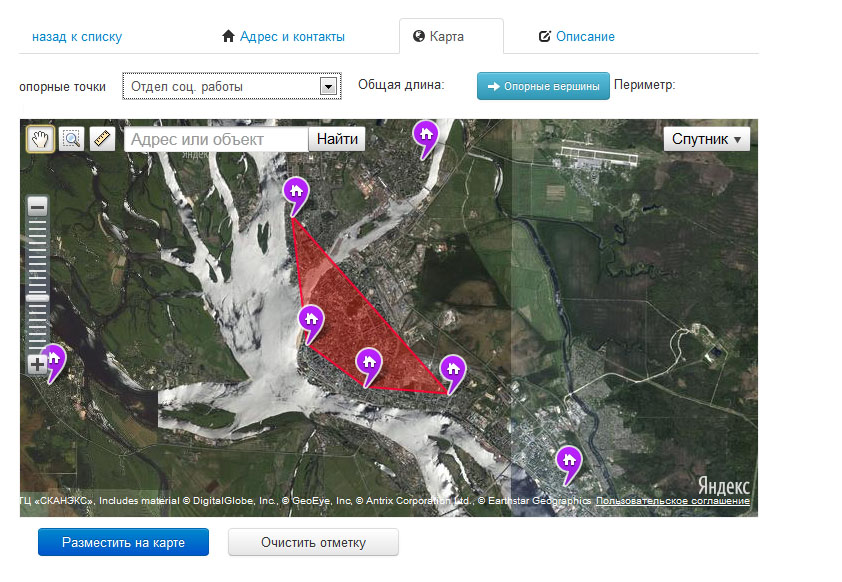 назад к списку
Адрес и контакты
Карта
Описание
опорные точки
Отдел соц. работы
Общая длина:
Опорные вершины
Периметр:
Адрес или объект
Найти
Спутник
Яндекс
Яндекс
ТЦ «СКАНЭКС», Includes material © DigitalGlobe, Inc., © GeoEye, Inc, © Antrix Corporation Ltd., © Earthstar Geographics Пользовательское соглашение
Разместить на карте
Очистить отметку